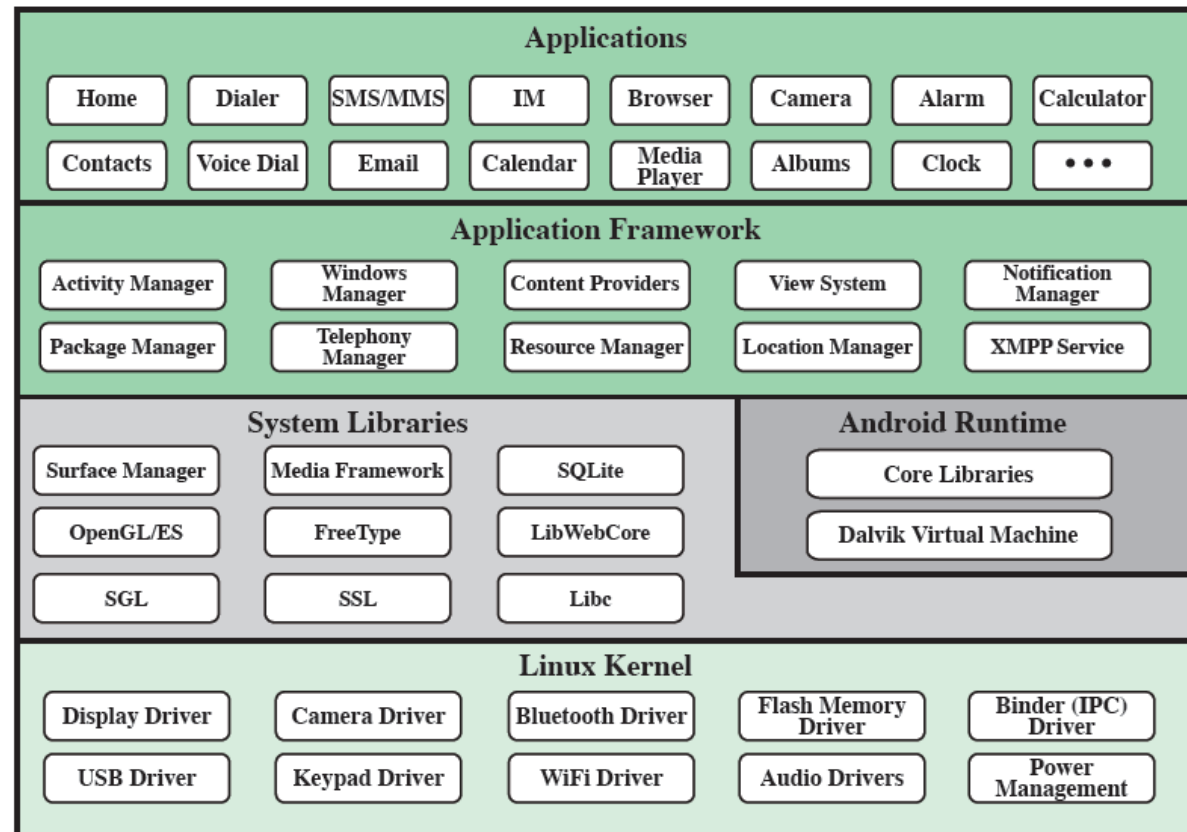 Applications
Home Dialer SMS/MMS IM Browser Camera Alarm Calculator
Contacts Voice Dial Email Calendar Media Player Albums Clock •••
Application Framework
Activity Manager Windows Manager Content Providers View System Notification Manager
Package Manager Telephony Manager Resource Manager Location Manager XMPP Service
System Libraries
Surface Manager Media Framework SQLite
OpenGL/ES FreeType LibWebCore
SGL SSL Libc
Android Runtime
Core Libraries
Dalvik Virtual Machine
Linux Kernel
Display Driver Camera Driver Bluetooth Driver Flash Memory Driver Binder (IPC) Driver
USB Driver Keypad Driver WiFi Driver Audio Drivers Power Management